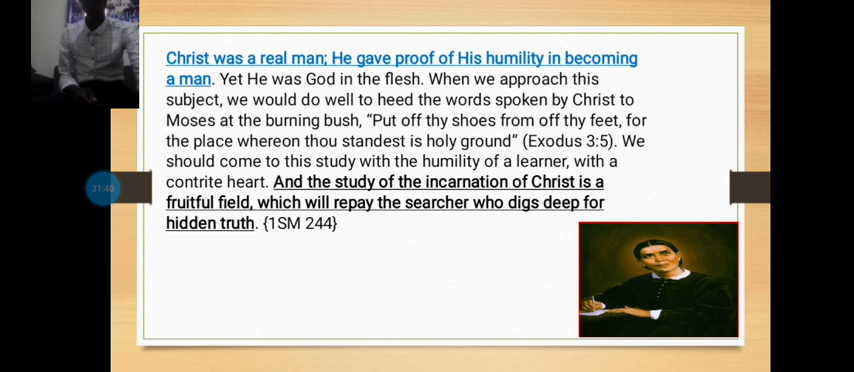 Christ was a real man; He gave proof of His humility in becoming
a man. Yet He was God in the flesh. When we approach this
subject, we would do well to heed the words spoken by Christ to
Moses at the burning bush, “Put off thy shoes from off thy feet, for
the place whereon thou standest is holy ground” (Exodus 3:5). We
should come to this study with the humility of a learner, with a
contrite heart. And the study of the incarnation of Christ is a
fruitful field, which will repay the searcher who digs deep for
hidden truth. {1SM 244}
31:40